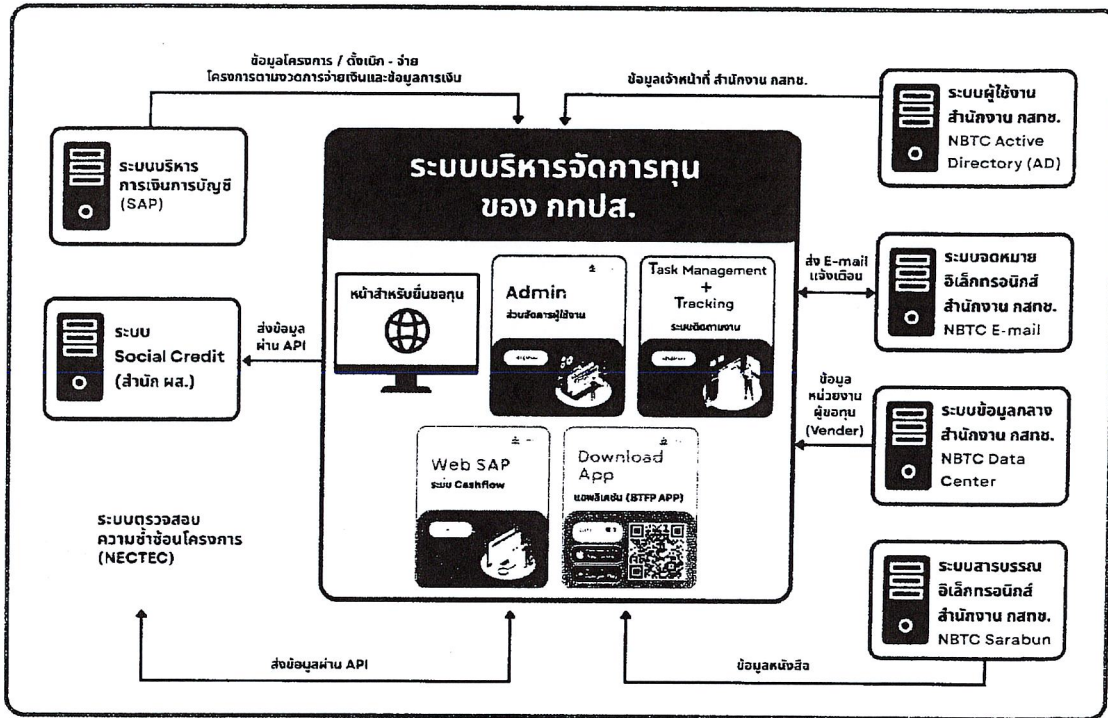 ข้อมูลโครงการ / ตั้งเบิก - จ่าย
โครงการตามงวดการจ่ายเงินและข้อมูลการเงิน
ข้อมูลเจ้าหน้าที่ สำนักงาน กสทช.
ระบบบริหาร
การเงินการบัญชี
(SAP)
ระบบผู้ใช้งาน
สำนักงาน กสทช.
NBTC Active
Directory (AD)
ระบบบริหารจัดการทุน
ของ กทปส.
หน้าสำหรับยื่นขอทุน
Admin
ส่วนจัดการผู้ใช้งาน
Task Management
+
Tracking
ระบบติดตามงาน
ส่ง E-mail
แจ้งเตือน
ระบบจดหมาย
อิเล็กทรอนิกส์
สำนักงาน กสทช.
NBTC E-mail
ระบบ
Social Credit
(สำนัก ผส.)
ส่งข้อมูล
ผ่าน API
ข้อมูล
หน่วยงาน
ผู้ขอทุน
(Vender)
ระบบข้อมูลกลาง
สำนักงาน กสทช.
NBTC Data
Center
Web SAP
ระบบ Cashflow
Download
App
แอพลิเคชัน (BTFP APP)
ระบบตรวจสอบ
ความซ้ำซ้อนโครงการ
(NECTEC)
ระบบสารบรรณ
อิเล็กทรอนิกส์
สำนักงาน กสทช.
NBTC Sarabun
ส่งข้อมูลผ่าน API
ข้อมูลหนังสือ